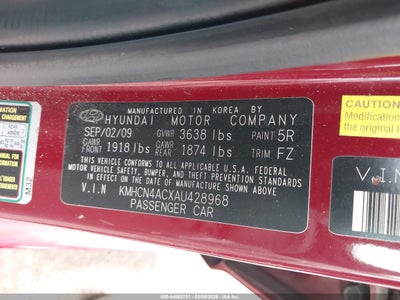 MANUFACTURED IN KOREA BY
HYUNDAI MOTOR COMPANY
SEP/02/09 GVWR 3638 lbs PAINT 5R
GAWR FRONT 1918 lbs GAWR REAR 1874 lbs TRIM FZ
THIS VEHICLE CONFORMS TO ALL APPLICABLE FEDERAL
MOTOR VEHICLE SAFETY, BUMPER, AND THEFT PREVENTION
STANDARDS IN EFFECT ON THE DATE OF MANUFACTURE
SHOWN ABOVE.
V.I.N KMHCN4ACXAU428968
PASSENGER CAR
M32
CAUTION:
Modification
the original
V.I.N